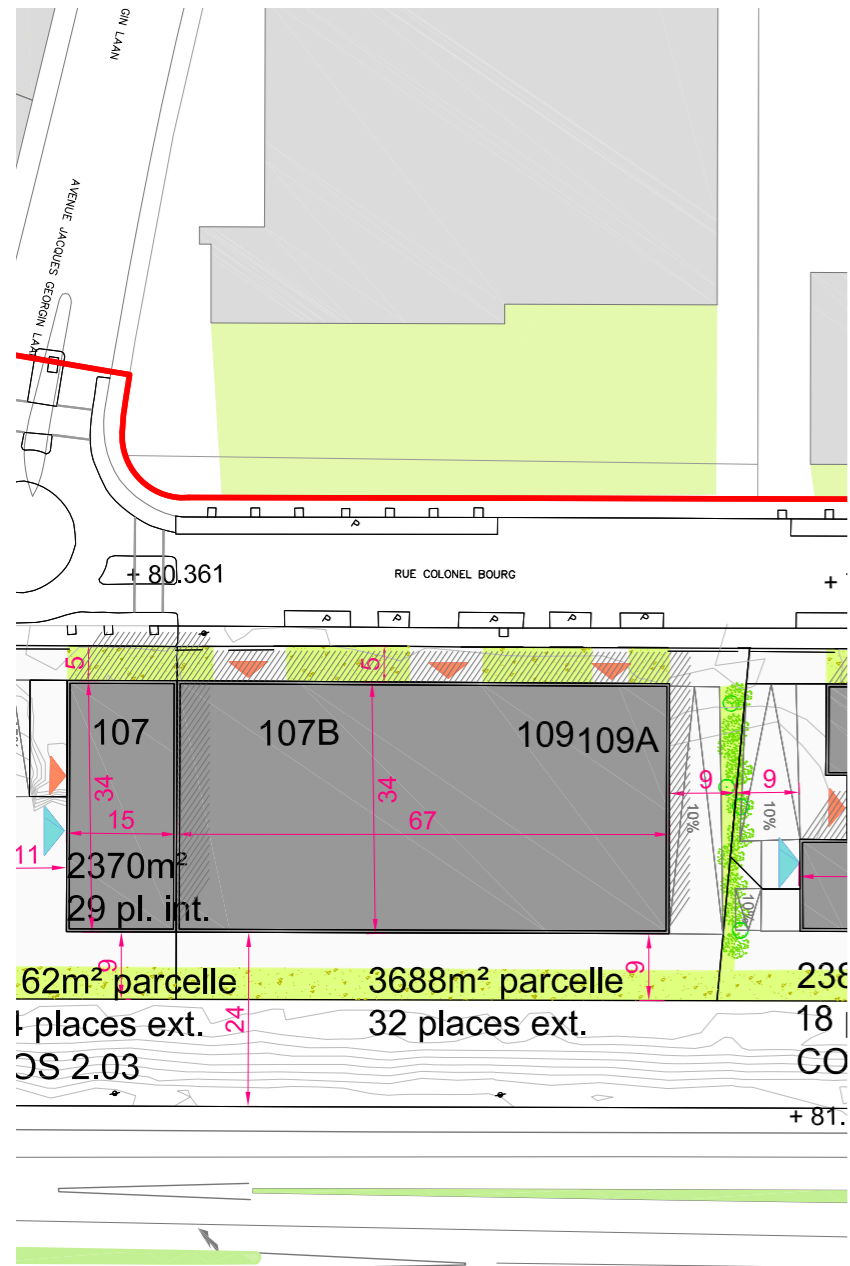 GIN LAAN
AVENUE JACQUES GEORGIN LAAN
P
+ 80.361
RUE COLONEL BOURG
+
P
P
P
P
P
5
5
107
107B
109
109A
34
34
9
9
10%
10%
15
67
11
2370m²
29 pl. int.
10%
9
9
62m² parcelle
3688m² parcelle
238
24
places ext.
32 places ext.
18
OS 2.03
CO
+ 81.